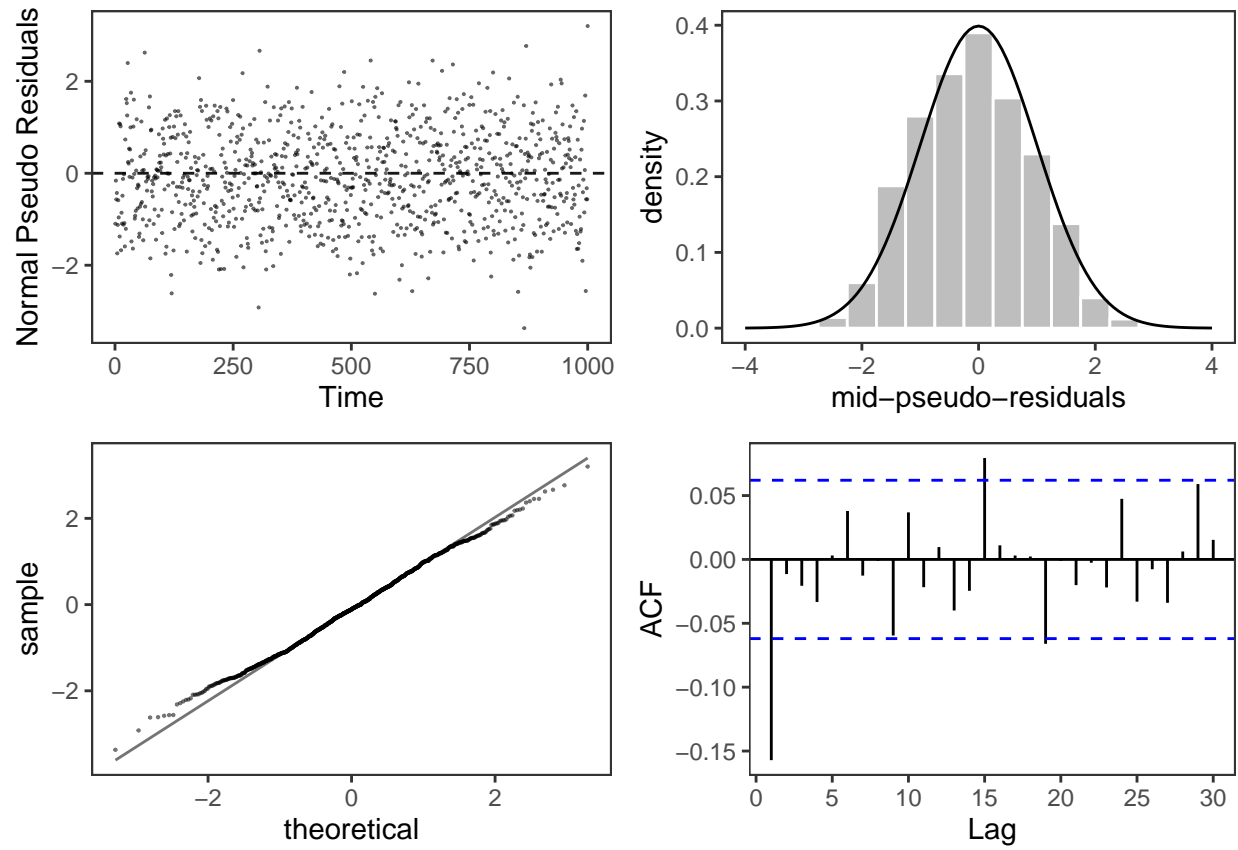 Normal Pseudo Residuals
2
0
−2
0 250 500 750 1000
Time
density
0.4
0.3
0.2
0.1
0.0
−4 −2 0 2 4
mid−pseudo−residuals
sample
2
0
−2
−2 0 2
theoretical
ACF
0.05
0.00
−0.05
−0.10
−0.15
0 5 10 15 20 25 30
Lag